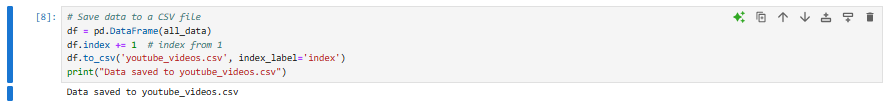 [8]: # Save data to a CSV file
df = pd.DataFrame(all_data)
df.index += 1  # index from 1
df.to_csv('youtube_videos.csv', index_label='index')
print("Data saved to youtube_videos.csv")
Data saved to youtube_videos.csv